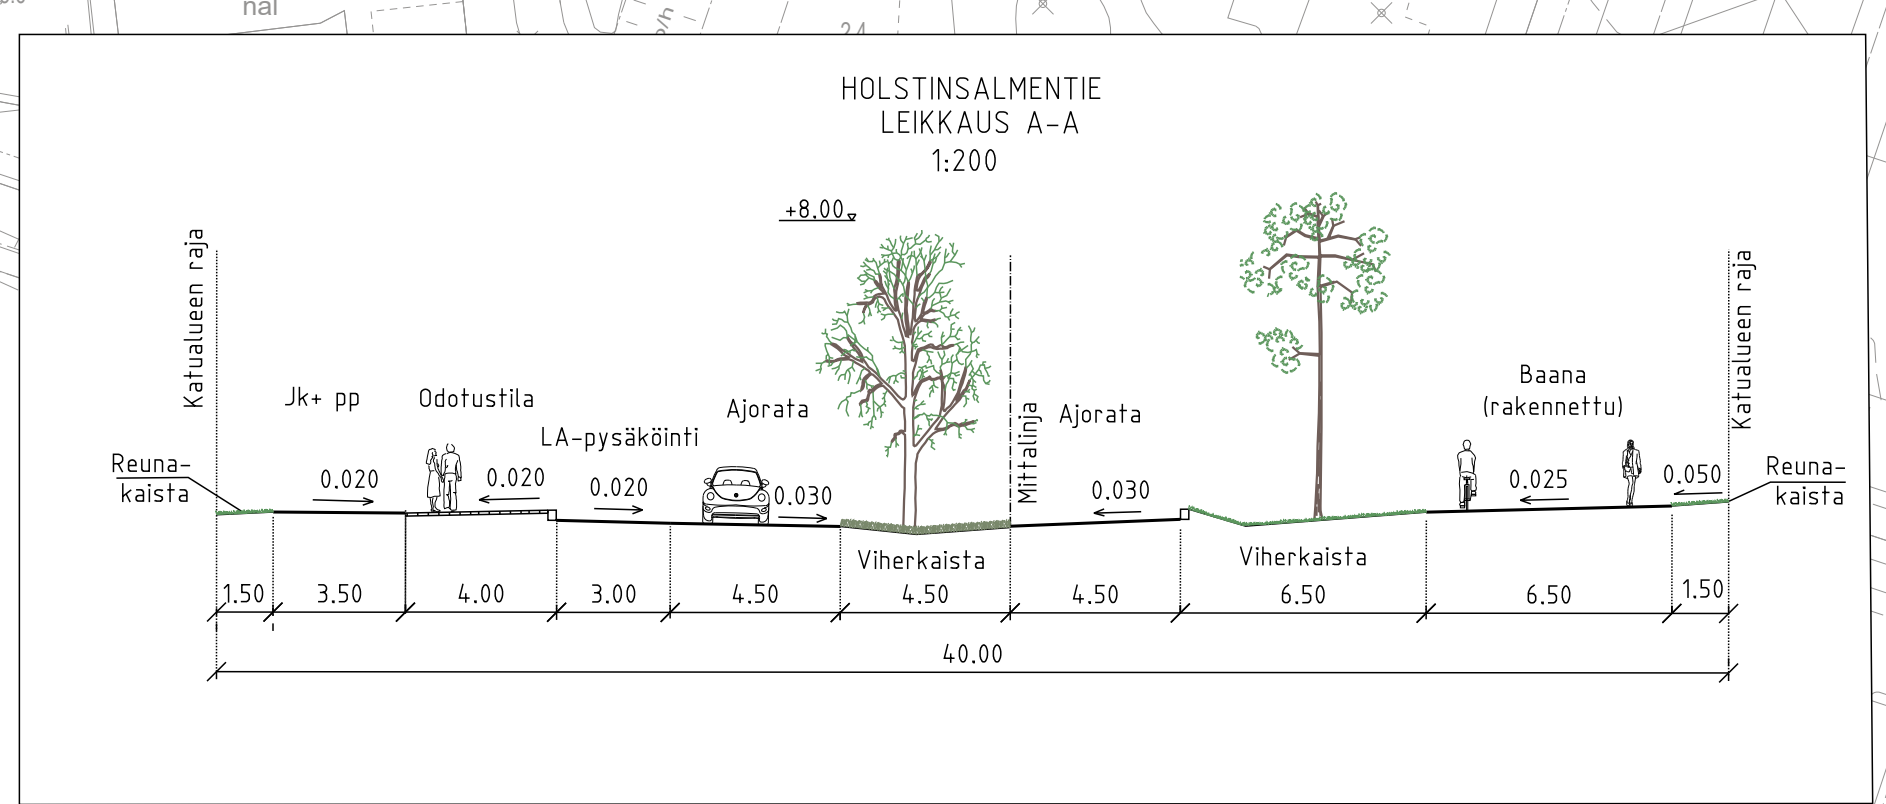 nal
p/h
24
HOLSTINSALMENTIE
LEIKKAUS A-A
1:200
+8.00
Katualueen raja
Jk+ pp
Odotustila
LA-pysäköinti
Ajorata
Mittalinja
Ajorata
Baana
(rakennettu)
Katualueen raja
Reuna-
kaista
0.020
0.020
0.020
0.030
0.030
0.025
0.050
Reuna-
kaista
Viherkaista
Viherkaista
1.50 3.50 4.00 3.00 4.50 4.50 4.50 6.50 6.50 1.50
40.00